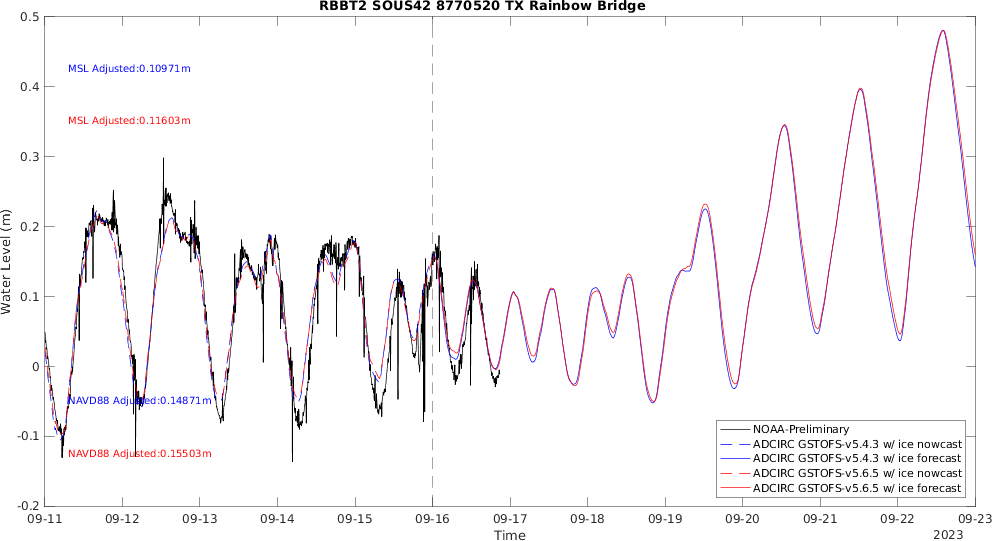 RBBT2 SOUS42 8770520 TX Rainbow Bridge
0.5
0.4
0.3
0.2
0.1
0
-0.1
-0.2
Water Level (m)
MSL Adjusted:0.10971m
MSL Adjusted:0.11603m
NAVD88 Adjusted:0.14871m
NAVD88 Adjusted:0.15503m
NOAA-Preliminary
ADCIRC GSTOFS-v5.4.3 w/ ice nowcast
ADCIRC GSTOFS-v5.4.3 w/ ice forecast
ADCIRC GSTOFS-v5.6.5 w/ ice nowcast
ADCIRC GSTOFS-v5.6.5 w/ ice forecast
09-11 09-12 09-13 09-14 09-15 09-16 09-17 09-18 09-19 09-20 09-21 09-22 09-23
Time
2023